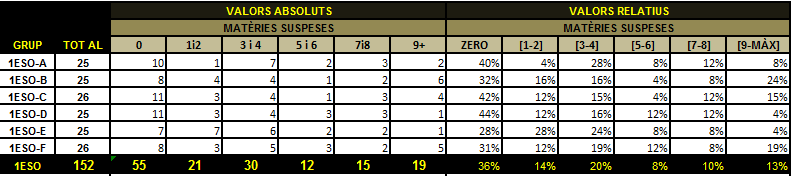 VALORS ABSOLUTS VALORS RELATIUS
MATÈRIES SUSPESES MATÈRIES SUSPESES
GRUP TOT AL 0 1i2 3 i 4 5 i 6 7i8 9+ ZERO [1-2] [3-4] [5-6] [7-8] [9-MÀX]
1ESO-A 25 10 1 7 2 3 2 40% 4% 28% 8% 12% 8%
1ESO-B 25 8 4 4 1 2 6 32% 16% 16% 4% 8% 24%
1ESO-C 26 11 3 4 1 3 4 42% 12% 15% 4% 12% 15%
1ESO-D 25 11 3 4 3 3 1 44% 12% 16% 12% 12% 4%
1ESO-E 25 7 7 6 2 2 1 28% 28% 24% 8% 8% 4%
1ESO-F 26 8 3 5 3 2 5 31% 12% 19% 12% 8% 19%
1ESO 152 55 21 30 12 15 19 36% 14% 20% 8% 10% 13%